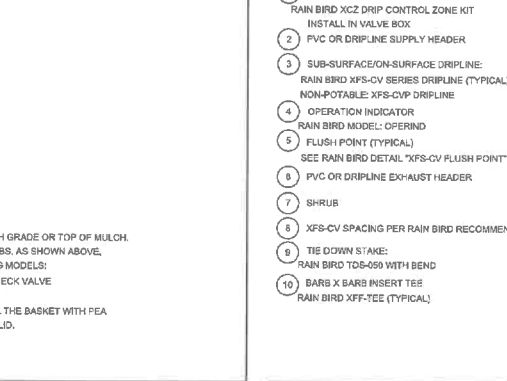 H GRADE OR TOP OF MULCH.
BS, AS SHOWN ABOVE,
G MODELS:
ECK VALVE
THE BASKET WITH PEA
LID.
RAIN BIRD XCZ DRIP CONTROL ZONE KIT
INSTALL IN VALVE BOX
2 PVC OR DRIPLINE SUPPLY HEADER
3 SUB-SURFACE/ON-SURFACE DRIPLINE:
RAIN BIRD XFS-CV SERIES DRIPLINE (TYPICAL)
NON-POTABLE: XFS-CVP DRIPLINE
4 OPERATION INDICATOR
RAIN BIRD MODEL: OPERIND
5 FLUSH POINT (TYPICAL)
SEE RAIN BIRD DETAIL "XFS-CV FLUSH POINT"
6 PVC OR DRIPLINE EXHAUST HEADER
7 SHRUB
8 XFS-CV SPACING PER RAIN BIRD RECOMMEN
9 TIE DOWN STAKE:
RAIN BIRD TDS-050 WITH BEND
10 BARB X BARB INSERT TEE
RAIN BIRD XFF-TEE (TYPICAL)